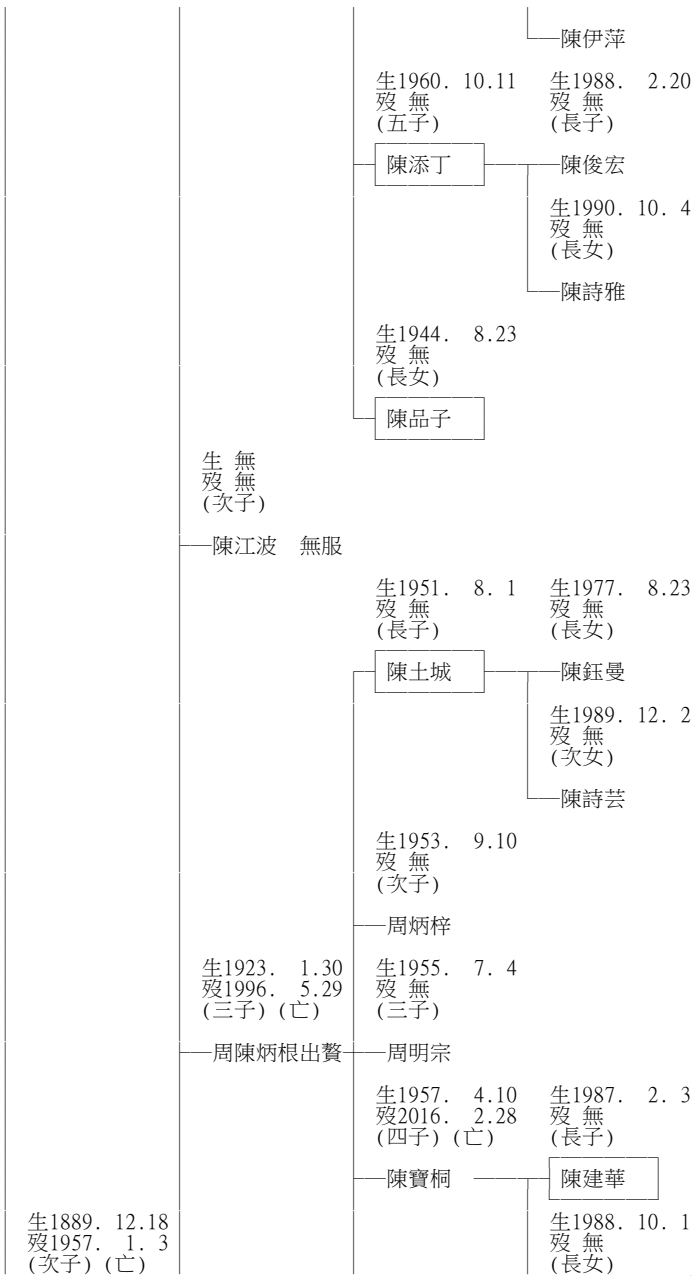 陳伊萍
生1960. 10.11 生1988. 2.20
歿 無 歿 無
(五子) (長子)
陳添丁 陳俊宏
生1990. 10. 4
歿 無
(長女)
陳詩雅
生1944. 8.23
歿 無
(長女)
陳品子
生 無
歿 無
(次子)
陳江波 無服
生1951. 8. 1 生1977. 8.23
歿 無 歿 無
(長子) (長女)
陳土城 陳鈺曼
生1989. 12. 2
歿 無
(次女)
陳詩芸
生1953. 9.10
歿 無
(次子)
周炳梓
生1923. 1.30 生1955. 7. 4
歿1996. 5.29 歿 無
(三子)(亡) (三子)
周陳炳根出贅 周明宗
生1957. 4.10 生1987. 2. 3
歿2016. 2.28 歿 無
(四子)(亡) (長子)
陳寶桐 陳建華
生1889. 12.18 生1988. 10. 1
歿1957. 1. 3 歿 無
(次子)(亡) (長女)